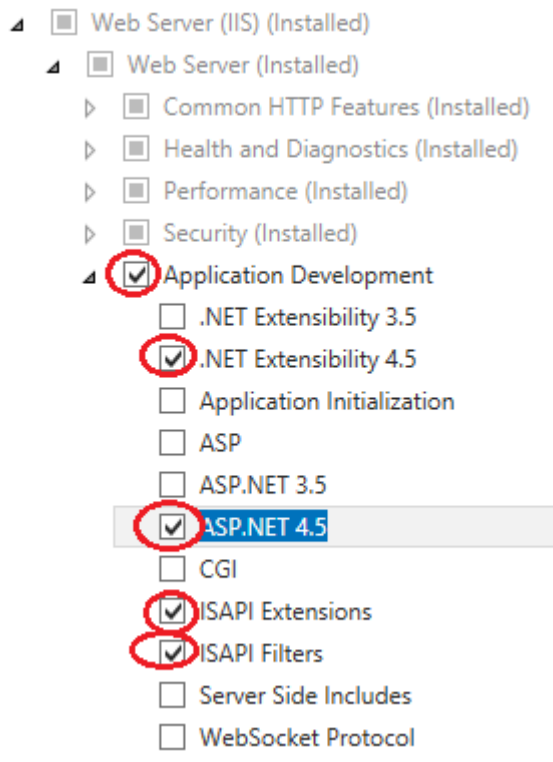 Web Server (IIS) (Installed)
Web Server (Installed)
Common HTTP Features (Installed)
Health and Diagnostics (Installed)
Performance (Installed)
Security (Installed)
Application Development
.NET Extensibility 3.5
.NET Extensibility 4.5
Application Initialization
ASP
ASP.NET 3.5
ASP.NET 4.5
CGI
ISAPI Extensions
ISAPI Filters
Server Side Includes
WebSocket Protocol